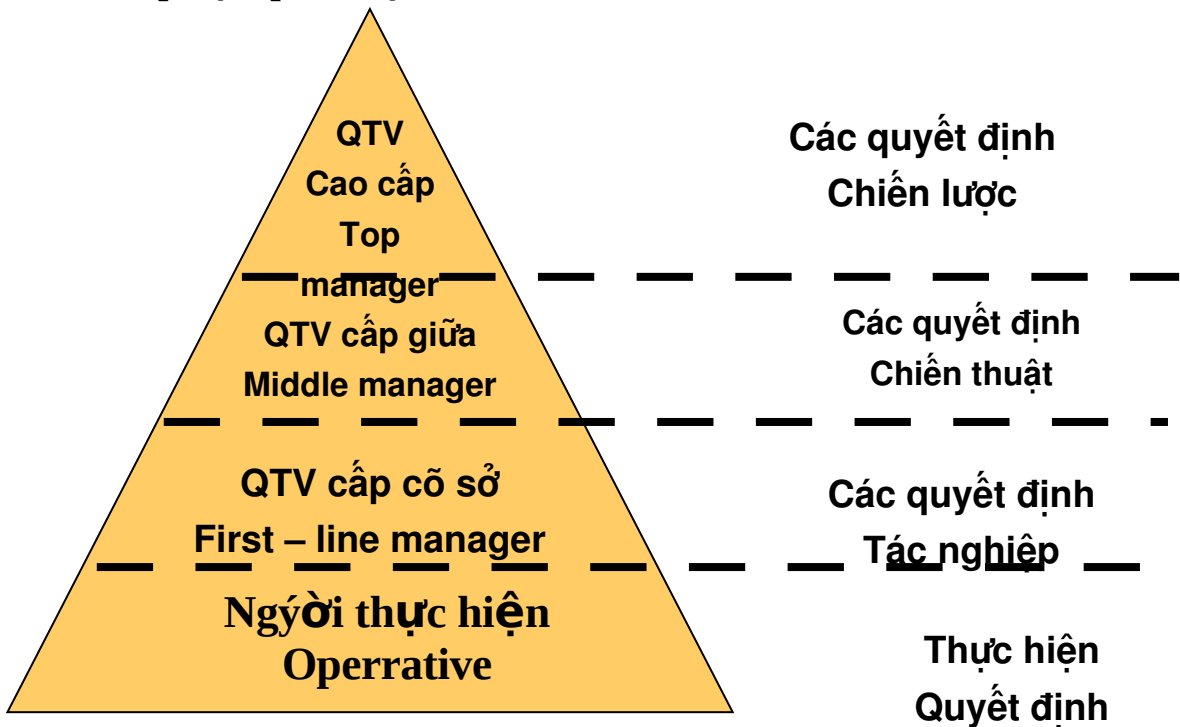 QTV
Cao cấp
Top
manager
Các quyết định
Chiến lược
QTV cấp giữa
Middle manager
Các quyết định
Chiến thuật
QTV cấp cõ sở
First – line manager
Các quyết định
Tác nghiệp
Ngýời thực hiện
Operrative
Thực hiện
Quyết định